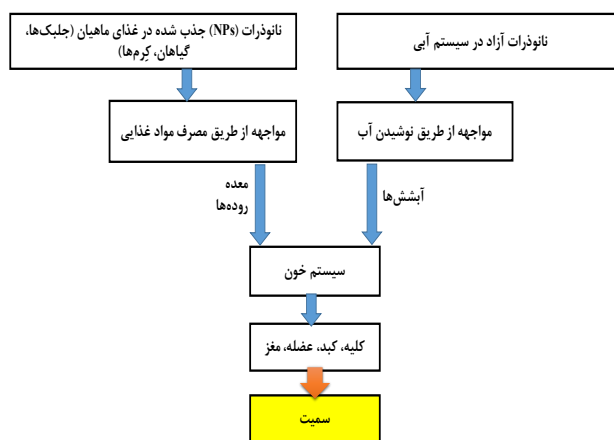 نانوذرات (NPs) جذب شده در غذای ماهیان (جلبک‌ها،
گیاهان، کِرم‌ها)
نانوذرات آزاد در سیستم آبی
مواجهه از طریق مصرف مواد غذایی
مواجهه از طریق نوشیدن آب
معده
روده‌ها
آبشش‌ها
سیستم خون
کلیه، کبد، عضله، مغز
سمیت